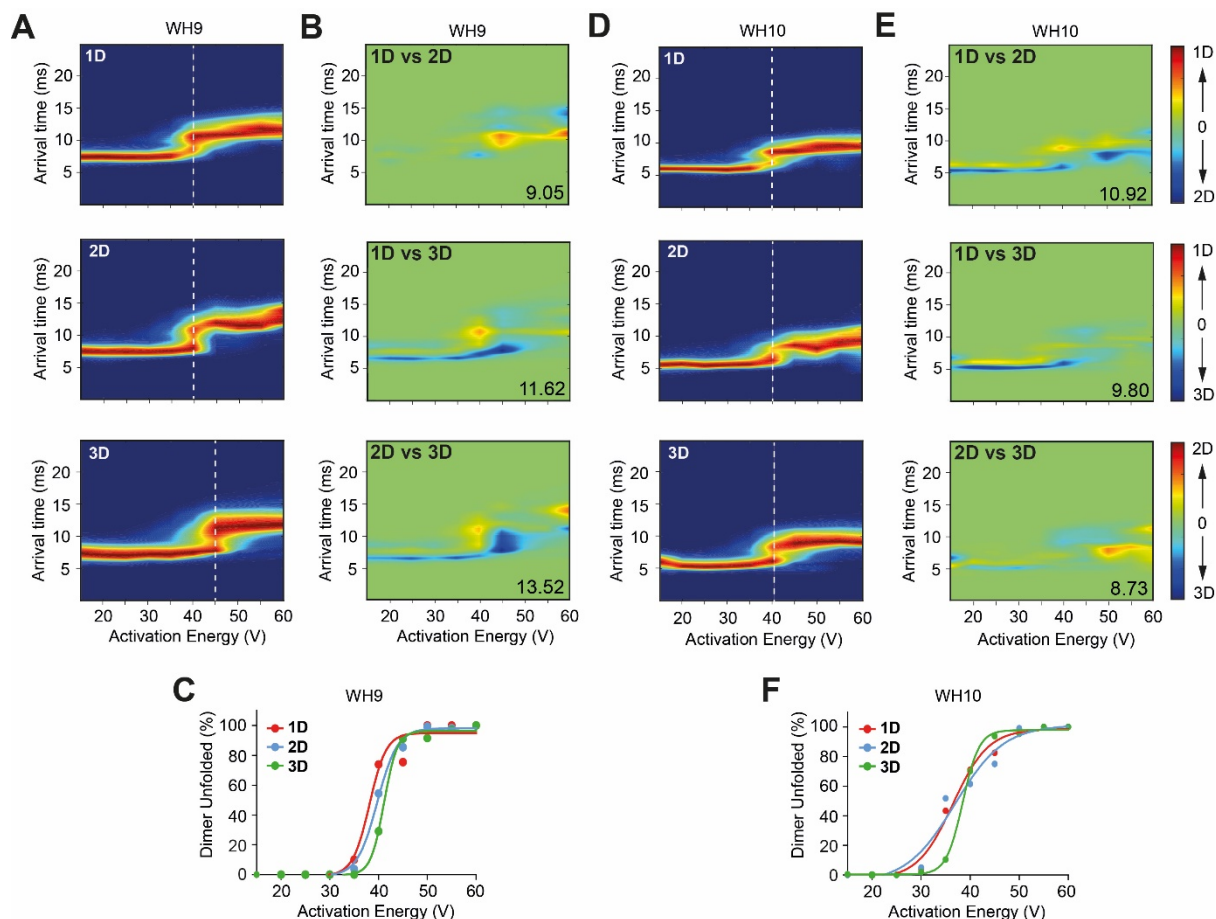 A
WH9
1D
Arrival time (ms)
20
15
10
5
2D
Arrival time (ms)
20
15
10
5
3D
Arrival time (ms)
20
15
10
5
20 30 40 50 60
Activation Energy (V)
B
WH9
1D vs 2D
9.05
Arrival time (ms)
20
15
10
5
1D vs 3D
11.62
Arrival time (ms)
20
15
10
5
2D vs 3D
13.52
Arrival time (ms)
20
15
10
5
20 30 40 50 60
Activation Energy (V)
D
WH10
1D
Arrival time (ms)
20
15
10
5
2D
Arrival time (ms)
20
15
10
5
3D
Arrival time (ms)
20
15
10
5
20 30 40 50 60
Activation Energy (V)
E
WH10
1D vs 2D
10.92
Arrival time (ms)
20
15
10
5
1D
0
2D
1D vs 3D
9.80
Arrival time (ms)
20
15
10
5
1D
0
3D
2D vs 3D
8.73
Arrival time (ms)
20
15
10
5
20 30 40 50 60
Activation Energy (V)
2D
0
3D
C
WH9
1D
2D
3D
Dimer Unfolded (%)
100
80
60
40
20
0
20 30 40 50 60
Activation Energy (V)
F
WH10
1D
2D
3D
Dimer Unfolded (%)
100
80
60
40
20
0
20 30 40 50 60
Activation Energy (V)